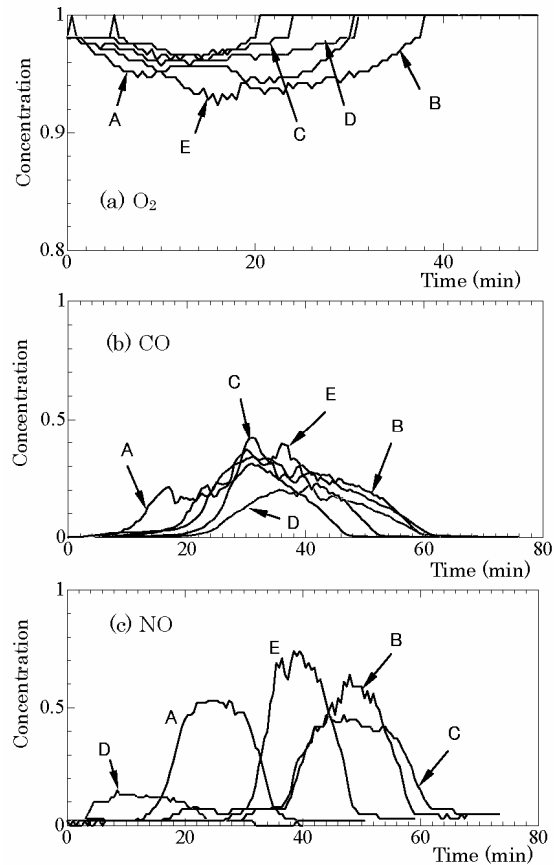 1
0.9
0.8
Concentration
A
E
C
D
B
(a) O₂
0
20
40
Time (min)
1
0.5
0
Concentration
(b) CO
A
C
E
B
D
0
20
40
60
80
Time (min)
1
0.5
0
Concentration
(c) NO
D
A
E
B
C
0
20
40
60
80
Time (min)